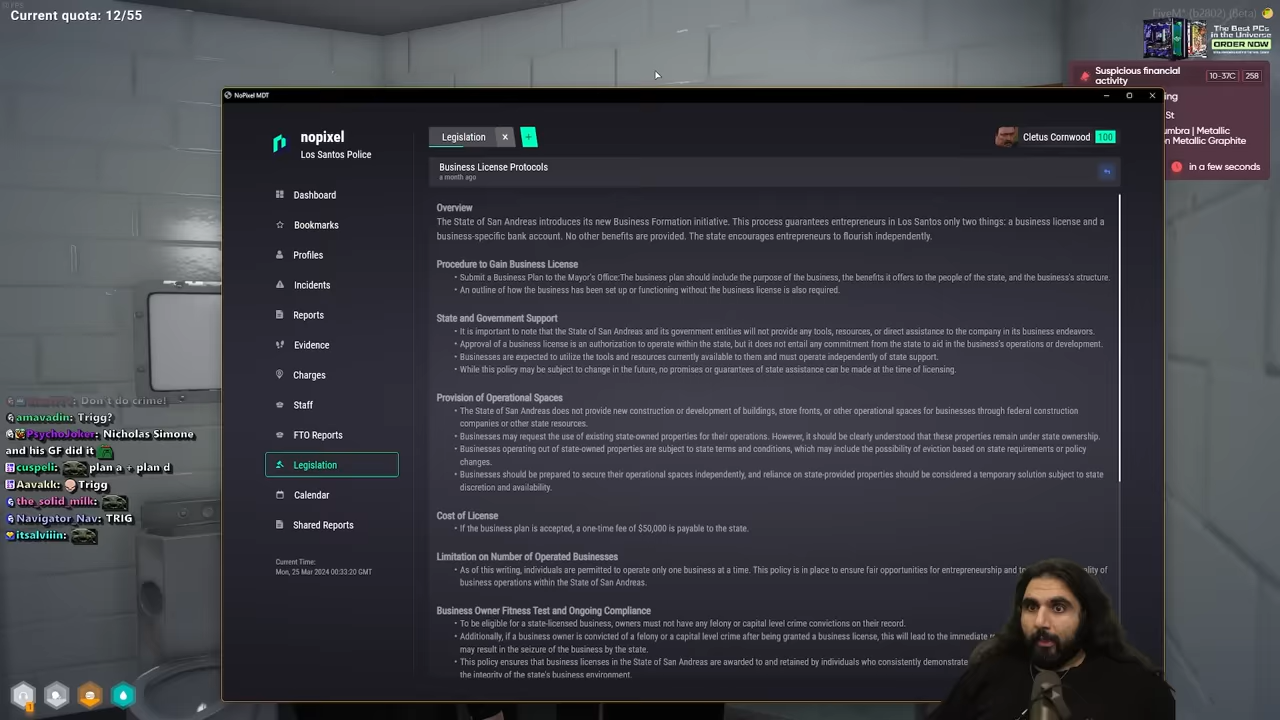 Current quota: 12/55
FiveM* (b2802) (beta)
The Best PCs
in the Universe
ORDER NOW
Suspicious financial
activity
10-37C
258
St
Metallic
Metallic Graphite
in a few seconds
NoPixel MDT
nopixel
Los Santos Police
Dashboard
Bookmarks
Profiles
Incidents
Reports
Evidence
Charges
Staff
FTO Reports
Legislation
Calendar
Shared Reports
Current Time:
Mon, 25 Mar 2024 00:33:20 GMT
Legislation
Cletus Cornwood 100
Business License Protocols
a month ago
Overview
The State of San Andreas introduces its new Business Formation initiative. This process guarantees entrepreneurs in Los Santos only two things: a business license and a
business-specific bank account. No other benefits are provided. The state encourages entrepreneurs to flourish independently.
Procedure to Gain Business License
• Submit a Business Plan to the Mayor's Office:The business plan should include the purpose of the business, the benefits it offers to the people of the state, and the business's structure.
• An outline of how the business has been set up or functioning without the business license is also required.
State and Government Support
• It is important to note that the State of San Andreas and its government entities will not provide any tools, resources, or direct assistance to the company in its business endeavors.
• Approval of a business license is an authorization to operate within the state, but it does not entail any commitment from the state to aid in the business's operations or development.
• Businesses are expected to utilize the tools and resources currently available to them and must operate independently of state support.
• While this policy may be subject to change in the future, no promises or guarantees of state assistance can be made at the time of licensing.
Provision of Operational Spaces
• The State of San Andreas does not provide new construction or development of buildings, store fronts, or other operational spaces for businesses through federal construction
companies or other state resources.
• Businesses may request the use of existing state-owned properties for their operations. However, it should be clearly understood that these properties remain under state ownership.
• Businesses operating out of state-owned properties are subject to state terms and conditions, which may include the possibility of eviction based on state requirements or policy
changes.
• Businesses should be prepared to secure their operational spaces independently, and reliance on state-provided properties should be considered a temporary solution subject to state
discretion and availability.
Cost of License
• If the business plan is accepted, a one-time fee of $50,000 is payable to the state.
Limitation on Number of Operated Businesses
• As of this writing, individuals are permitted to operate only one business at a time. This policy is in place to ensure fair opportunities for entrepreneurship and
business operations within the State of San Andreas.
Business Owner Fitness Test and Ongoing Compliance
• To be eligible for a state-licensed business, owners must not have any felony or capital level crime convictions on their record.
• Additionally, if a business owner is convicted of a felony or a capital level crime after being granted a business license, this will lead to the immediate
may result in the seizure of the business by the state.
• This policy ensures that business licenses in the State of San Andreas are awarded to and retained by individuals who consistently demonstrate
the integrity of the state's business environment.
Don't do crime!
amavadin: Trigg?
PsychoJoker: Nicholas Simone
and his GF did it
cuspeli: plan a + plan d
Aavakk: Trigg
the_solid_milk:
Navigator_Nav: TRIG
itsalviiin: